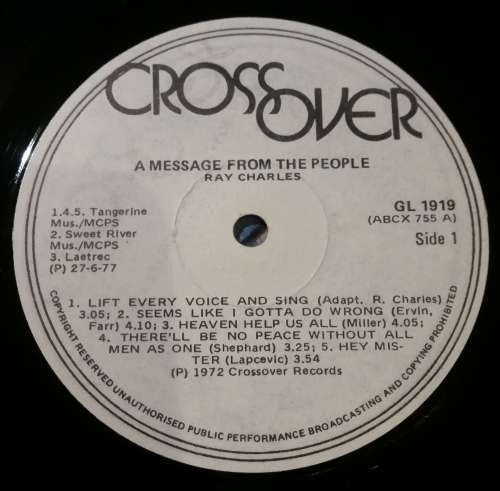 CROSSOVER
A MESSAGE FROM THE PEOPLE
RAY CHARLES
1.4.5. Tangerine
Mus./MCPS
2. Sweet River
Mus./MCPS
3. Laetrec
(P) 27-6-77
GL 1919
(ABCX 755 A)
Side 1
1. LIFT EVERY VOICE AND SING (Adapt. R. Charles)
3.05; 2. SEEMS LIKE I GOTTA DO WRONG (Ervin,
Farr) 4.10; 3. HEAVEN HELP US ALL (Miller) 4.05;
4. THERE'LL BE NO PEACE WITHOUT ALL
MEN AS ONE (Shephard) 3.25; 5. HEY MIS-
TER (Lapcevic) 3.54
(P) 1972 Crossover Records
COPYRIGHT RESERVED UNAUTHORISED PUBLIC PERFORMANCE BROADCASTING AND COPYING PROHIBITED